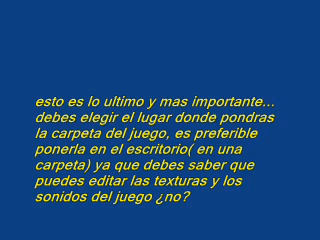 esto es lo ultimo y mas importante...
debes elegir el lugar donde pondras
la carpeta del juego, es preferible
ponerla en el escritorio( en una
carpeta) ya que debes saber que
puedes editar las texturas y los
sonidos del juego ¿no?